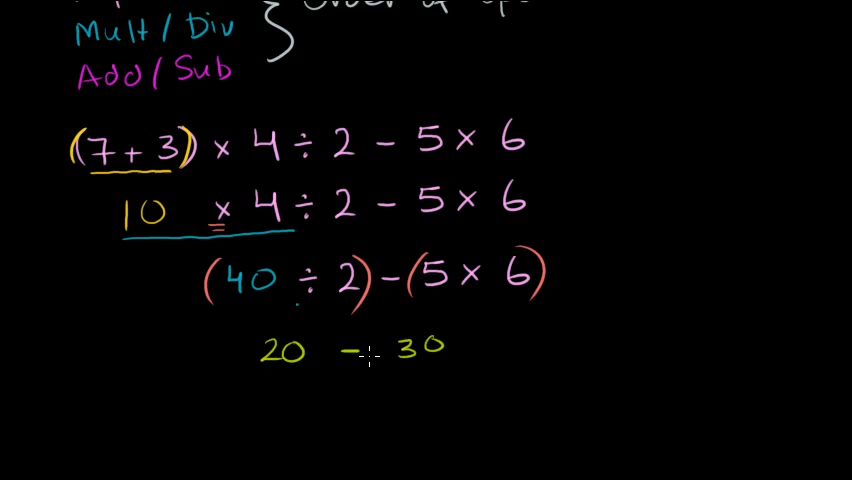 Mult / Div
Add / Sub
(7 + 3) × 4 ÷ 2 - 5 × 6
10 × 4 ÷ 2 - 5 × 6
(40 ÷ 2) - (5 × 6)
20 - 30